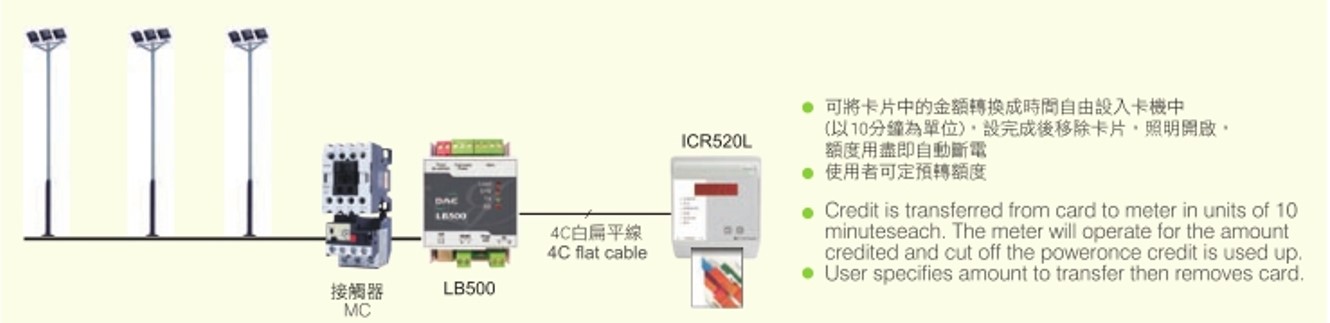 ICR520L
DAE
LB500
4C白扁平線
4C flat cable
接觸器
MC
LB500
可將卡片中的金額轉換成時間自由設入卡機中
(以10分鐘為單位)，設完成後移除卡片，照明開啟，
額度用盡即自動斷電
使用者可定預轉額度
Credit is transferred from card to meter in units of 10
minuteseach. The meter will operate for the amount
credited and cut off the poweronce credit is used up.
User specifies amount to transfer then removes card.